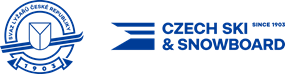 SVAZ LYŽAŘŮ ČESKÉ REPUBLIKY
1903
CZECH SKI SINCE 1903
& SNOWBOARD